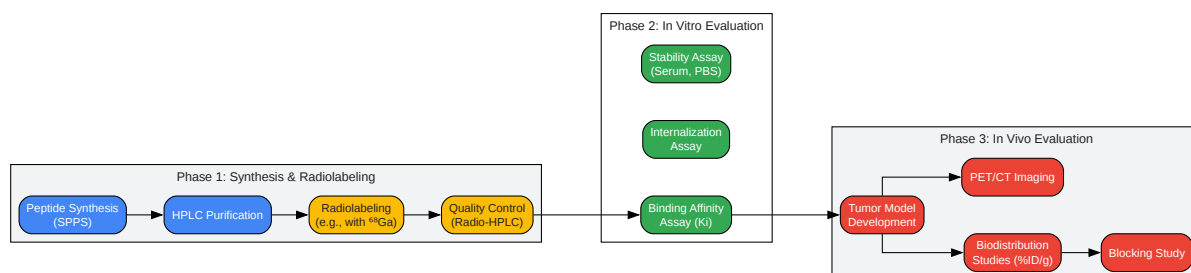 Phase 1: Synthesis & Radiolabeling
Peptide Synthesis
(SPPS)
HPLC Purification
Radiolabeling
(e.g., with ⁶⁸Ga)
Quality Control
(Radio-HPLC)
Phase 2: In Vitro Evaluation
Stability Assay
(Serum, PBS)
Internalization
Assay
Binding Affinity
Assay (Ki)
Phase 3: In Vivo Evaluation
Tumor Model
Development
PET/CT Imaging
Biodistribution
Studies (%ID/g)
Blocking Study